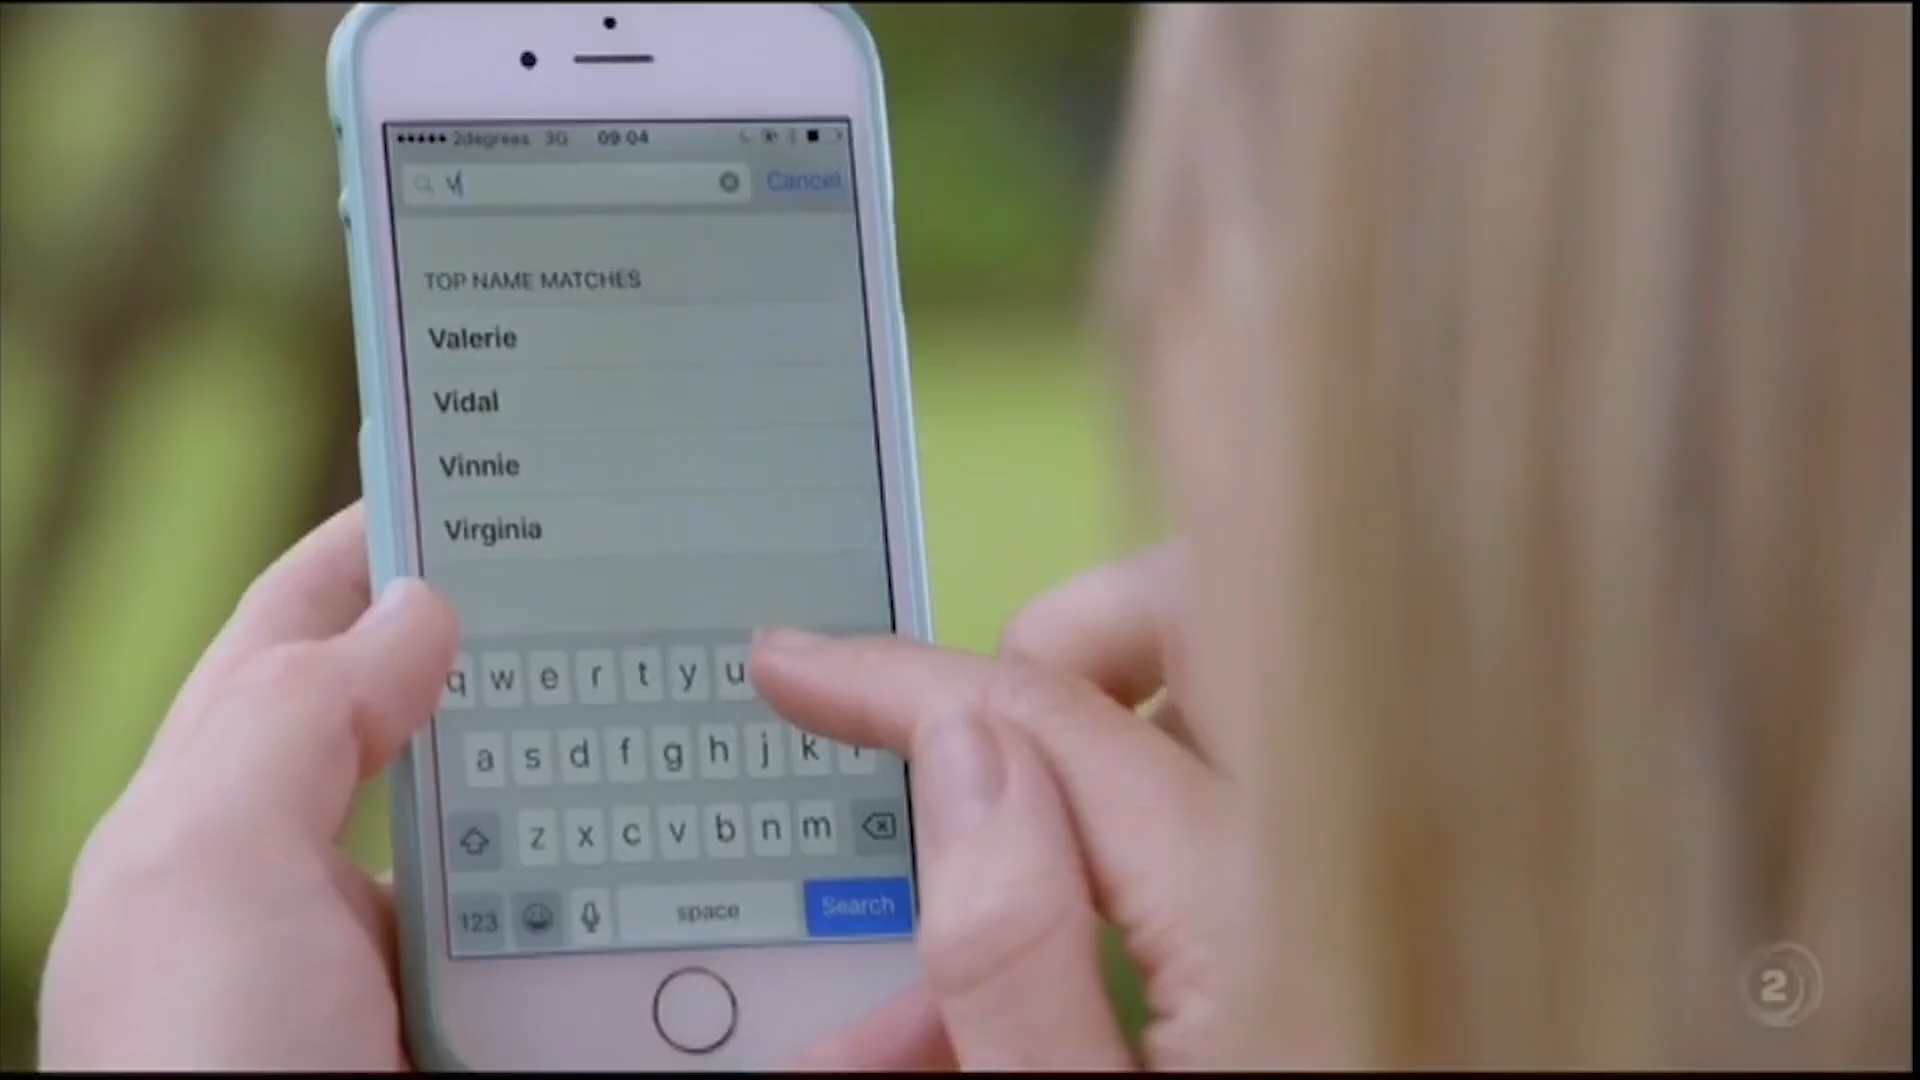 2degrees 3G 09:04
V Cancel
TOP NAME MATCHES
Valerie
Vidal
Vinnie
Virginia
q w e r t y u
a s d f g h j k
z x c v b n m
123 space Search
2